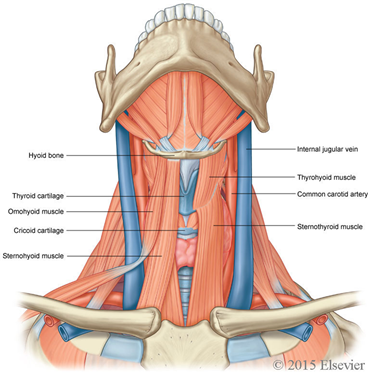 Hyoid bone
Thyroid cartilage
Omohyoid muscle
Cricoid cartilage
Sternohyoid muscle
Internal jugular vein
Thyrohyoid muscle
Common carotid artery
Sternothyroid muscle
© 2015 Elsevier